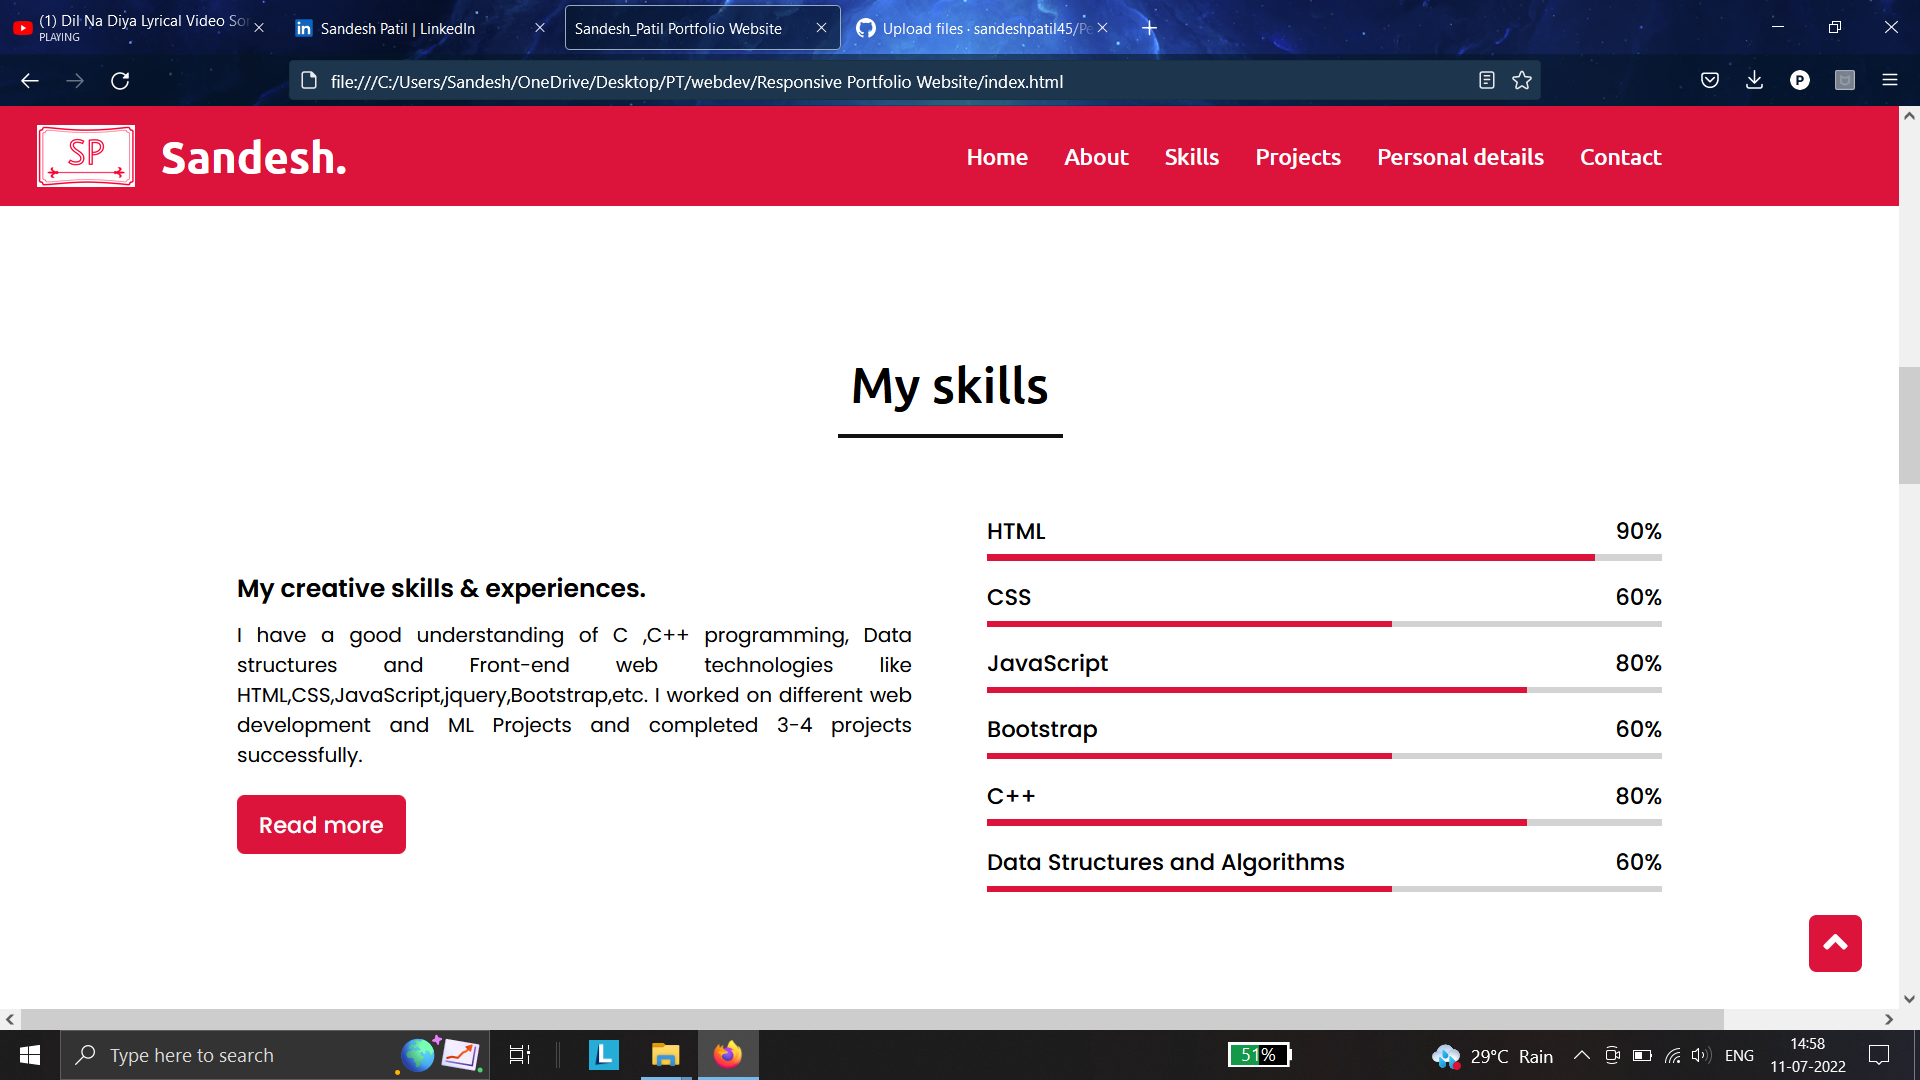 (1) Dil Na Diya Lyrical Video So
PLAYING
Sandesh Patil | LinkedIn
Sandesh_Patil Portfolio Website
Upload files · sandeshpatil45/Pe
file:///C:/Users/Sandesh/OneDrive/Desktop/PT/webdev/Responsive Portfolio Website/index.html
P
SP
Sandesh.
Home
About
Skills
Projects
Personal details
Contact
My skills
My creative skills & experiences.
I have a good understanding of C ,C++ programming, Data
structures and Front-end web technologies like
HTML,CSS,JavaScript,jquery,Bootstrap,etc. I worked on different web
development and ML Projects and completed 3-4 projects
successfully.
Read more
HTML 90%
CSS 60%
JavaScript 80%
Bootstrap 60%
C++ 80%
Data Structures and Algorithms 60%
Type here to search
L
51%
29°C Rain
ENG
14:58
11-07-2022